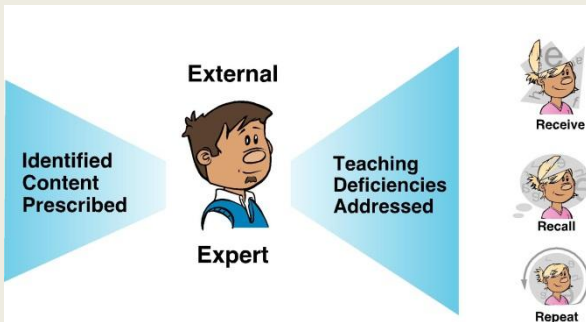 External
Identified
Content
Prescribed
Expert
Teaching
Deficiencies
Addressed
e
Receive
Recall
Repeat